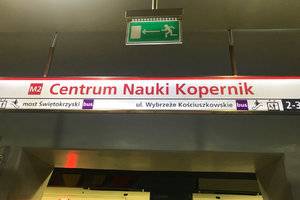 M2 Centrum Nauki Kopernik
most Świętokrzyski bus ul. Wybrzeże Kościuszkowskie bus 2-3